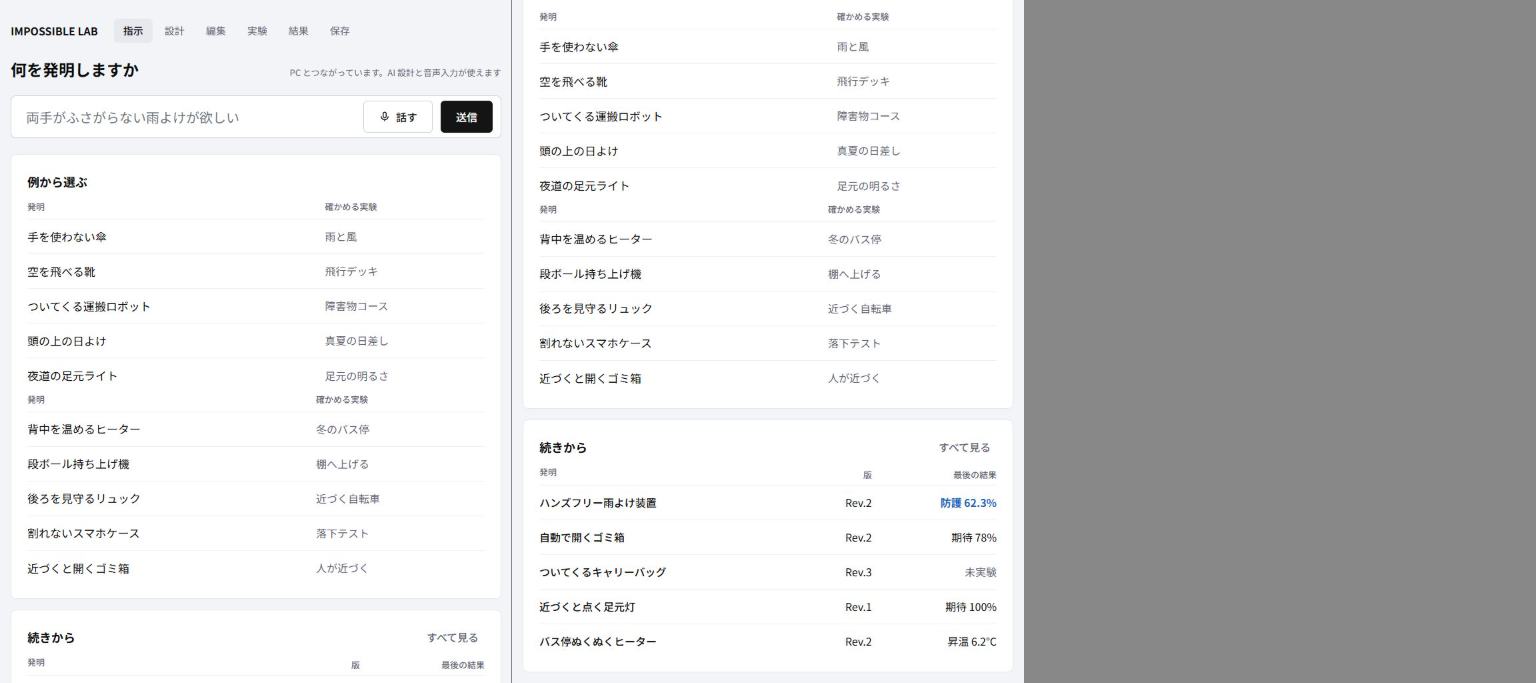 IMPOSSIBLE LAB 指示 設計 編集 実験 結果 保存
何を発明しますか PC とつながっています。AI 設計と音声入力が使えます
両手がふさがらない雨よけが欲しい 話す 送信
例から選ぶ
発明 確かめる実験
手を使わない傘 雨と風
空を飛べる靴 飛行デッキ
ついてくる運搬ロボット 障害物コース
頭の上の日よけ 真夏の日差し
夜道の足元ライト 足元の明るさ
発明 確かめる実験
背中を温めるヒーター 冬のバス停
段ボール持ち上げ機 棚へ上げる
後ろを見守るリュック 近づく自転車
割れないスマホケース 落下テスト
近づくと開くゴミ箱 人が近づく
続きから すべて見る
発明 版 最後の結果
発明 確かめる実験
手を使わない傘 雨と風
空を飛べる靴 飛行デッキ
ついてくる運搬ロボット 障害物コース
頭の上の日よけ 真夏の日差し
夜道の足元ライト 足元の明るさ
発明 確かめる実験
背中を温めるヒーター 冬のバス停
段ボール持ち上げ機 棚へ上げる
後ろを見守るリュック 近づく自転車
割れないスマホケース 落下テスト
近づくと開くゴミ箱 人が近づく
続きから すべて見る
発明 版 最後の結果
ハンズフリー雨よけ装置 Rev.2 防護 62.3%
自動で開くゴミ箱 Rev.2 期待 78%
ついてくるキャリーバッグ Rev.3 未実験
近づくと点く足元灯 Rev.1 期待 100%
バス停ぬくぬくヒーター Rev.2 昇温 6.2°C